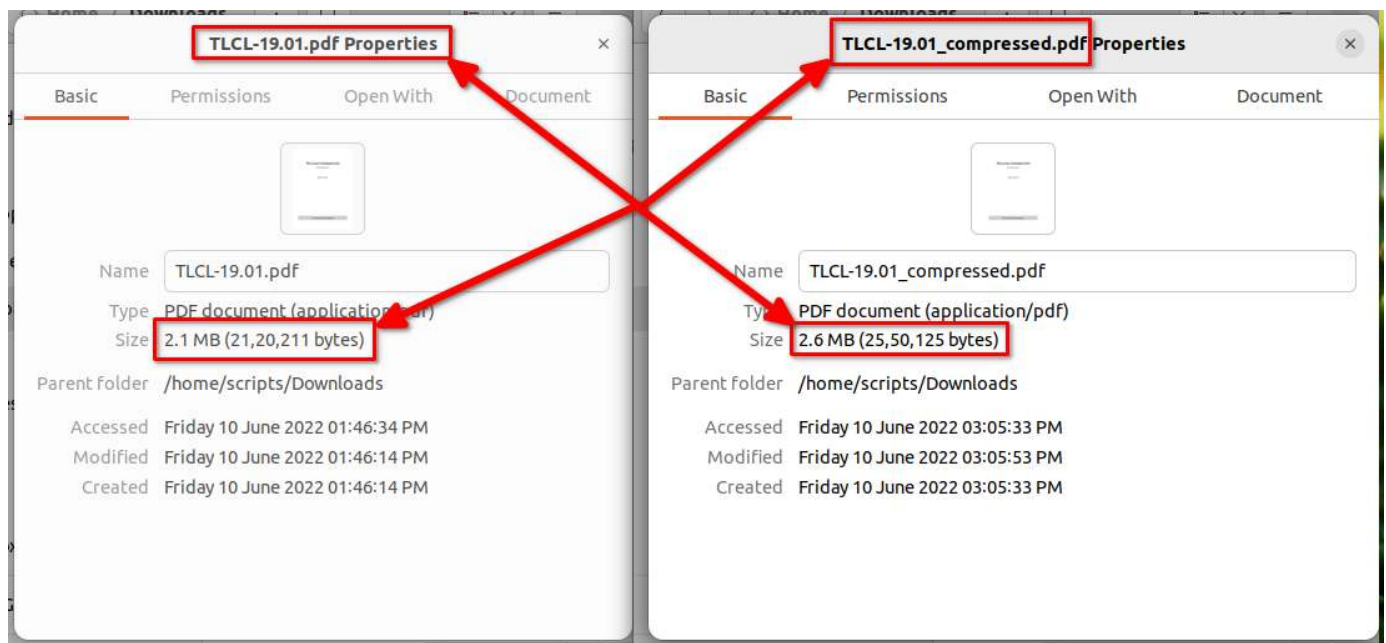 Home / Downloads
Home / Downloads
TLCL-19.01.pdf Properties
Basic Permissions Open With Document
Name TLCL-19.01.pdf
Type PDF document (application/pdf)
Size 2.1 MB (21,20,211 bytes)
Parent folder /home/scripts/Downloads
Accessed Friday 10 June 2022 01:46:34 PM
Modified Friday 10 June 2022 01:46:14 PM
Created Friday 10 June 2022 01:46:14 PM
TLCL-19.01_compressed.pdf Properties
Basic Permissions Open With Document
Name TLCL-19.01_compressed.pdf
Type PDF document (application/pdf)
Size 2.6 MB (25,50,125 bytes)
Parent folder /home/scripts/Downloads
Accessed Friday 10 June 2022 03:05:33 PM
Modified Friday 10 June 2022 03:05:53 PM
Created Friday 10 June 2022 03:05:33 PM